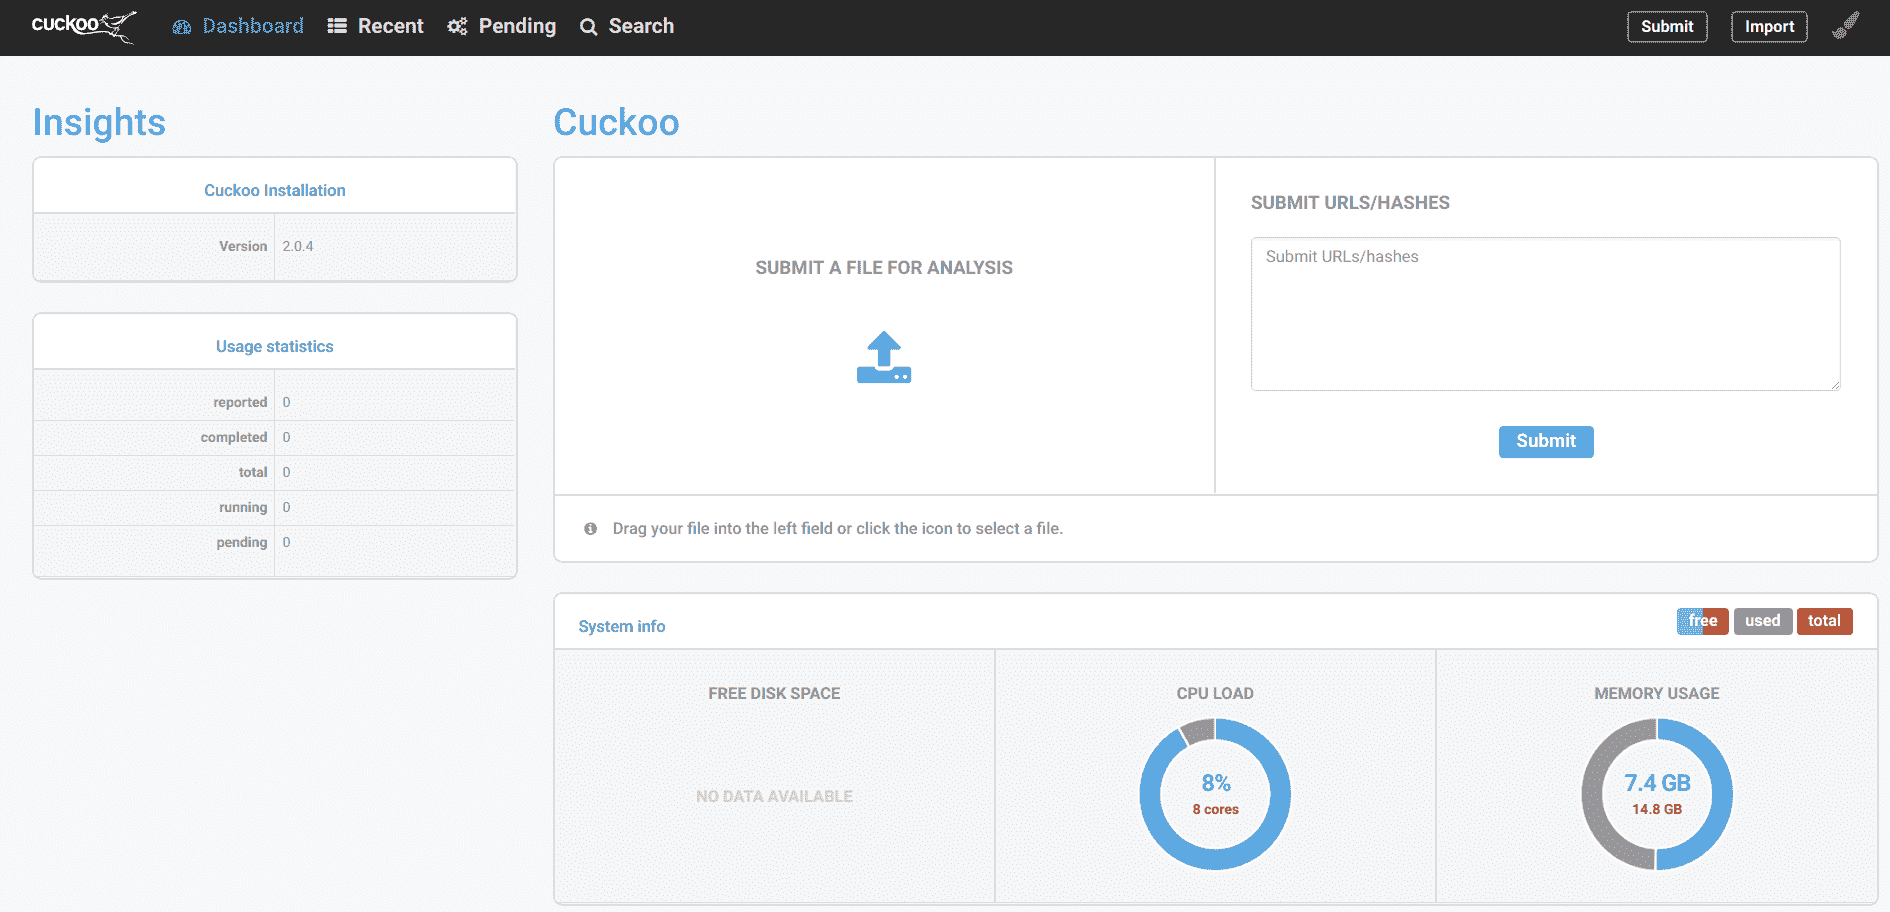 cuckoo Dashboard Recent Pending Search Submit Import
Insights
Cuckoo Installation
Version 2.0.4
Usage statistics
reported 0
completed 0
total 0
running 0
pending 0
Cuckoo
SUBMIT A FILE FOR ANALYSIS
SUBMIT URLS/HASHES
Submit URLs/hashes
Submit
Drag your file into the left field or click the icon to select a file.
System info
free used total
FREE DISK SPACE
NO DATA AVAILABLE
CPU LOAD
8%
8 cores
MEMORY USAGE
7.4 GB
14.8 GB